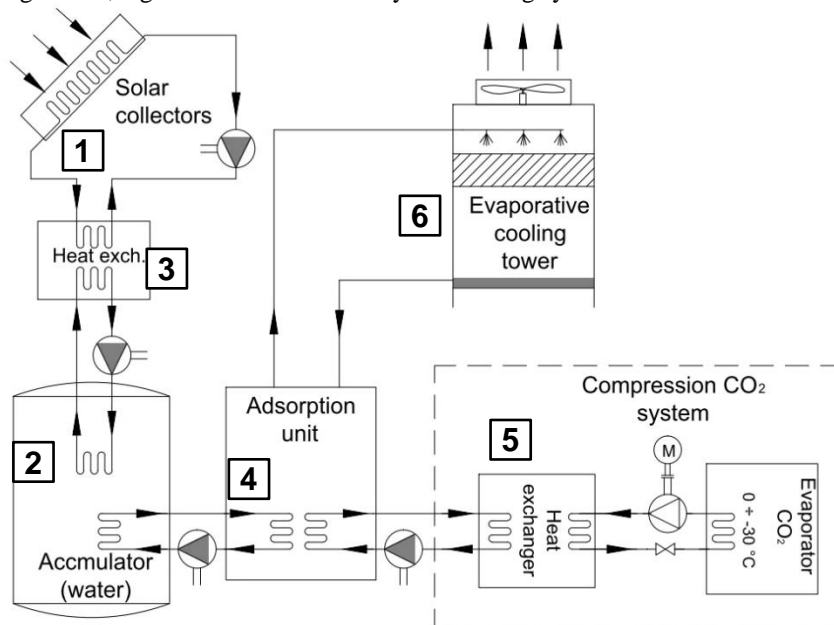 Solar
collectors
1
Heat exch.
3
2
Accmulator
(water)
Adsorption
unit
4
6
Evaporative
cooling
tower
Compression CO₂
system
5
Heat
exchanger
M
0 ÷ -30 °C
Evaporator
CO₂